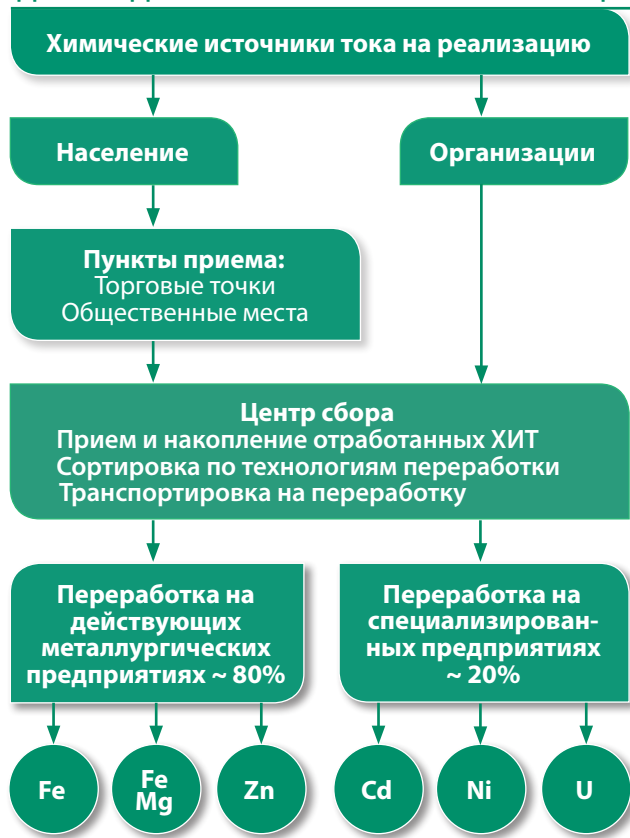 Химические источники тока на реализацию
Население
Организации
Пункты приема:
Торговые точки
Общественные места
Центр сбора
Прием и накопление отработанных ХИТ
Сортировка по технологиям переработки
Транспортировка на переработку
Переработка на
действующих
металлургических
предприятиях ~ 80%
Переработка на
специализирован-
ных предприятиях
~ 20%
Fe
Fe
Mg
Zn
Cd
Ni
U